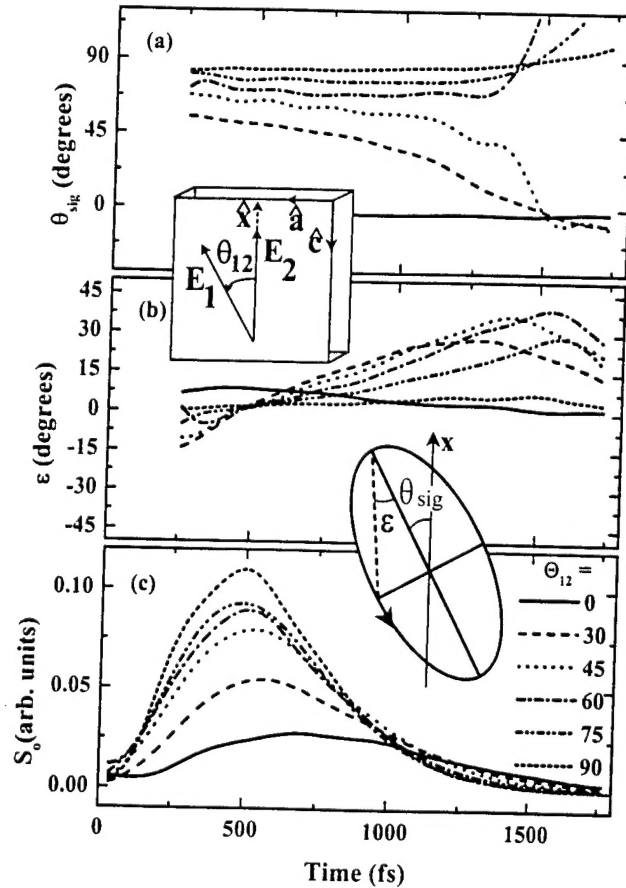 (a)
90
45
0
θsig (degrees)
x̂
â
ĉ
θ12
E1
E2
(b)
45
30
15
0
-15
-30
-45
ε (degrees)
x
θsig
ε
(c)
0.10
0.05
0.00
So(arb. units)
Θ12 =
0
30
45
60
75
90
0
500
1000
1500
Time (fs)